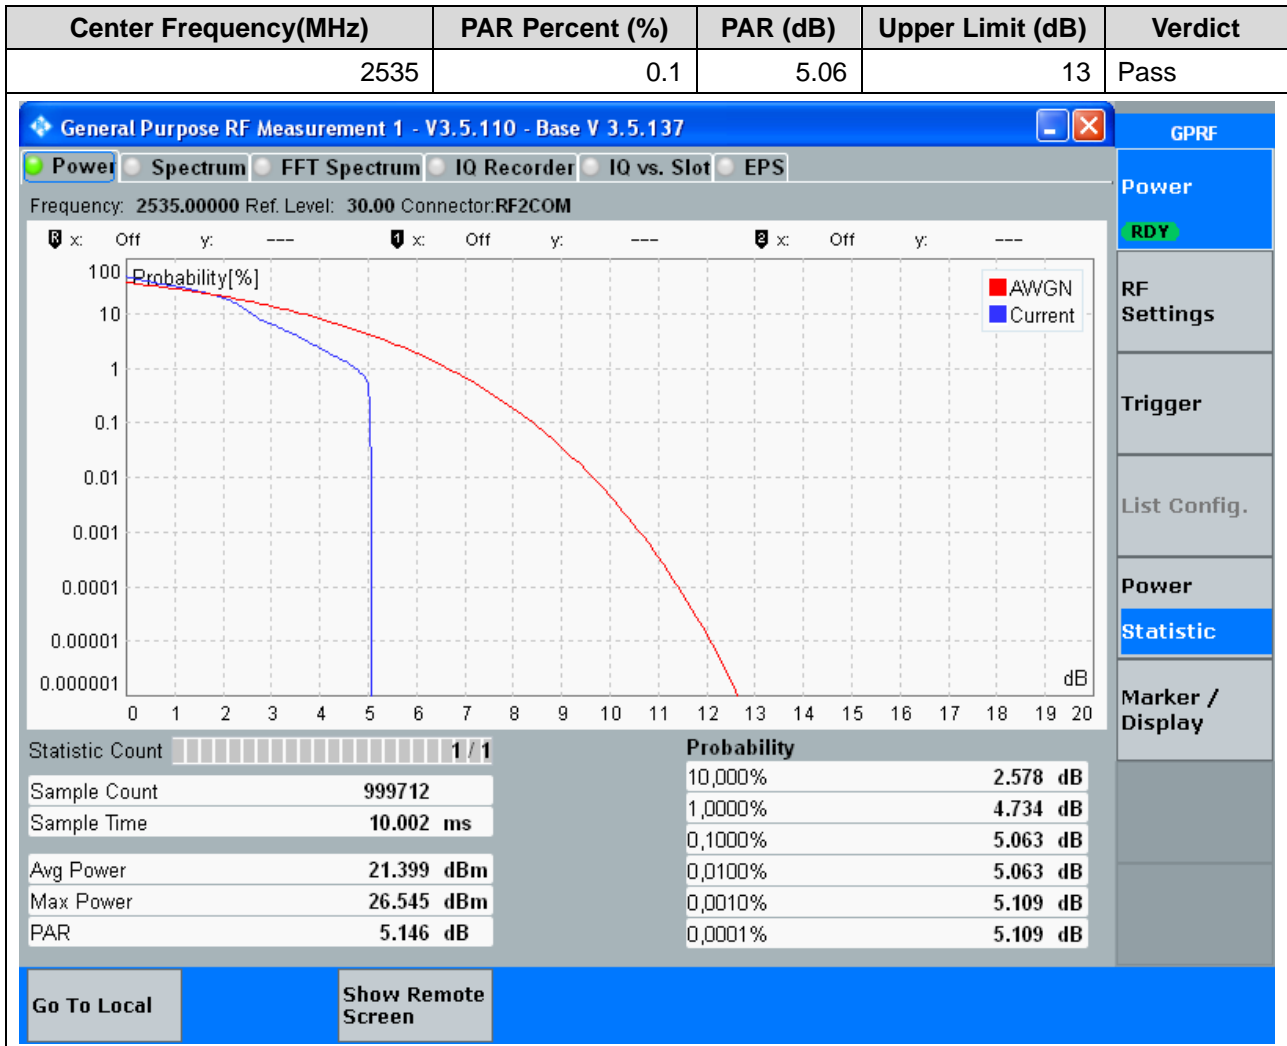 Center Frequency(MHz) PAR Percent (%) PAR (dB) Upper Limit (dB) Verdict
2535 0.1 5.06 13 Pass
General Purpose RF Measurement 1 - V3.5.110 - Base V 3.5.137
GPRF
Power Spectrum FFT Spectrum IQ Recorder IQ vs. Slot EPS
Frequency: 2535.00000 Ref. Level: 30.00 Connector:RF2COM
Power
RDY
R x: Off y: --- 1 x: Off y: --- 2 x: Off y: ---
Probability[%]
AWGN
Current
100
10
1
0.1
0.01
0.001
0.0001
0.00001
0.000001
dB
0 1 2 3 4 5 6 7 8 9 10 11 12 13 14 15 16 17 18 19 20
RF
Settings
Trigger
List Config.
Power
Statistic
Marker /
Display
Statistic Count 1 / 1
Sample Count 999712
Sample Time 10.002 ms
Avg Power 21.399 dBm
Max Power 26.545 dBm
PAR 5.146 dB
Probability
10,000% 2.578 dB
1,0000% 4.734 dB
0,1000% 5.063 dB
0,0100% 5.063 dB
0,0010% 5.109 dB
0,0001% 5.109 dB
Go To Local
Show Remote
Screen